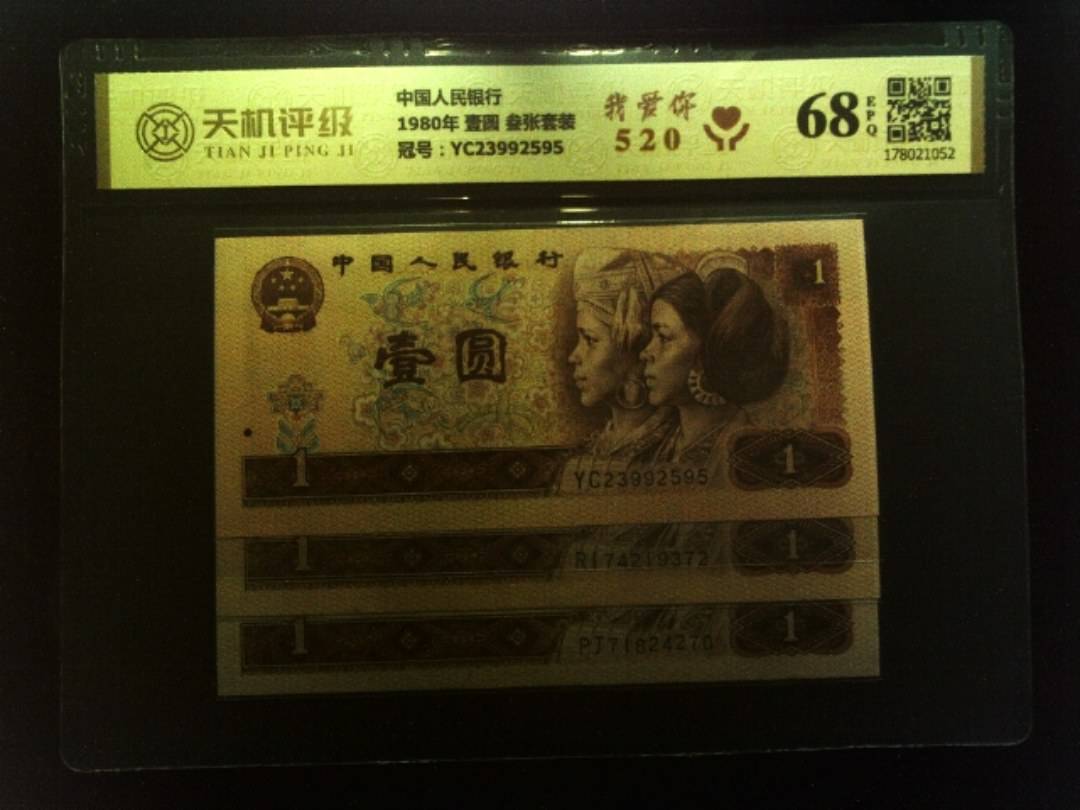 天机评级
TIAN JI PING JI
中国人民银行
1980年 壹圆 叁张套装
冠号：YC23992595
我爱你
520
68
EPQ
178021052
中国人民银行
1
壹圆
1
YC23992595
1
1
RI74219372
1
1
PJ71824270
1